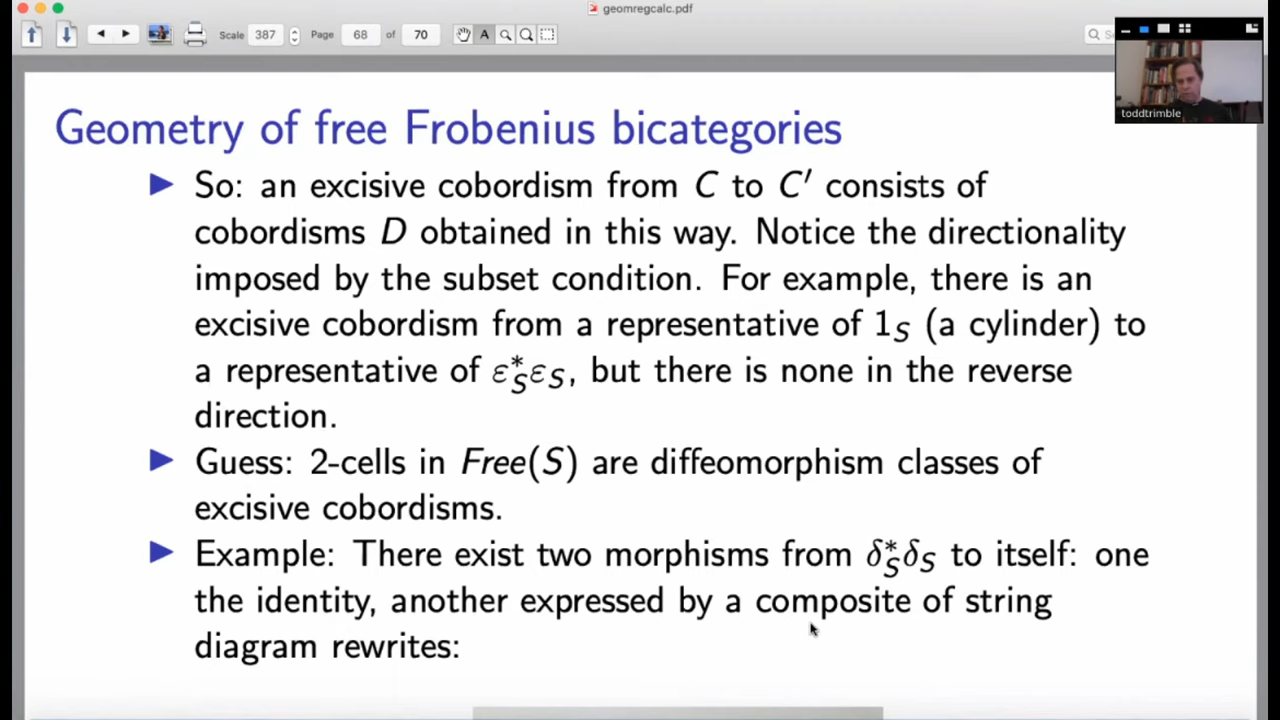 geomregcalc.pdf
Scale 387 Page 68 of 70
toddtrimble
Geometry of free Frobenius bicategories
So: an excisive cobordism from C to C′ consists of
cobordisms D obtained in this way. Notice the directionality
imposed by the subset condition. For example, there is an
excisive cobordism from a representative of 1_S (a cylinder) to
a representative of ε*_S ε_S, but there is none in the reverse
direction.
Guess: 2-cells in Free(S) are diffeomorphism classes of
excisive cobordisms.
Example: There exist two morphisms from δ*_S δ_S to itself: one
the identity, another expressed by a composite of string
diagram rewrites: